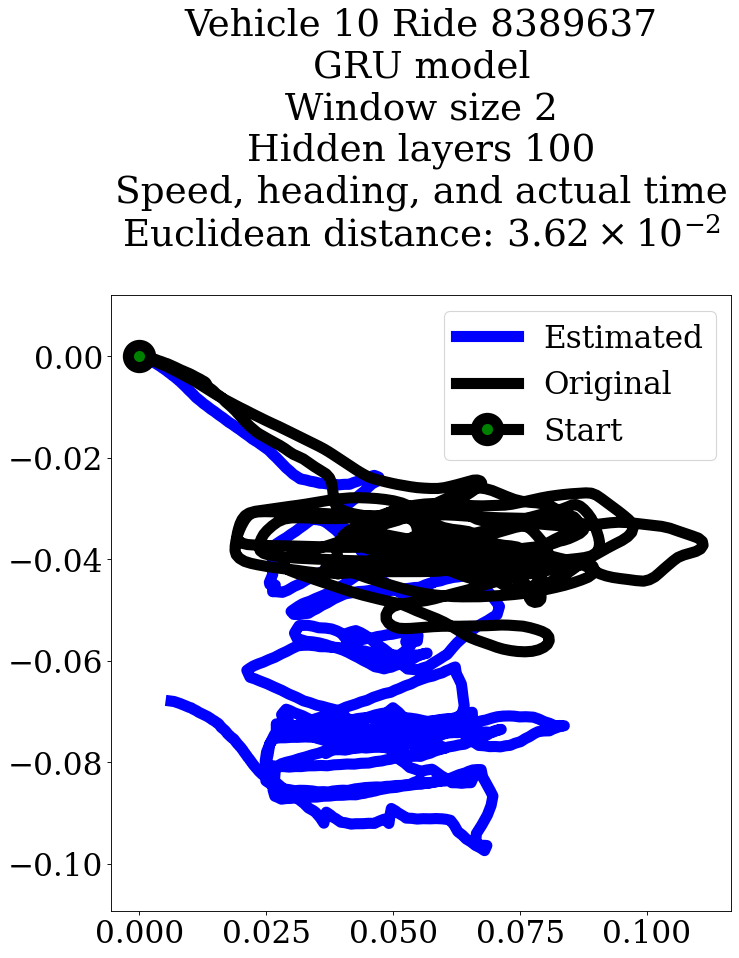 Vehicle 10 Ride 8389637
GRU model
Window size 2
Hidden layers 100
Speed, heading, and actual time
Euclidean distance: 3.62 × 10⁻²
Estimated
Original
Start
0.00
−0.02
−0.04
−0.06
−0.08
−0.10
0.000 0.025 0.050 0.075 0.100